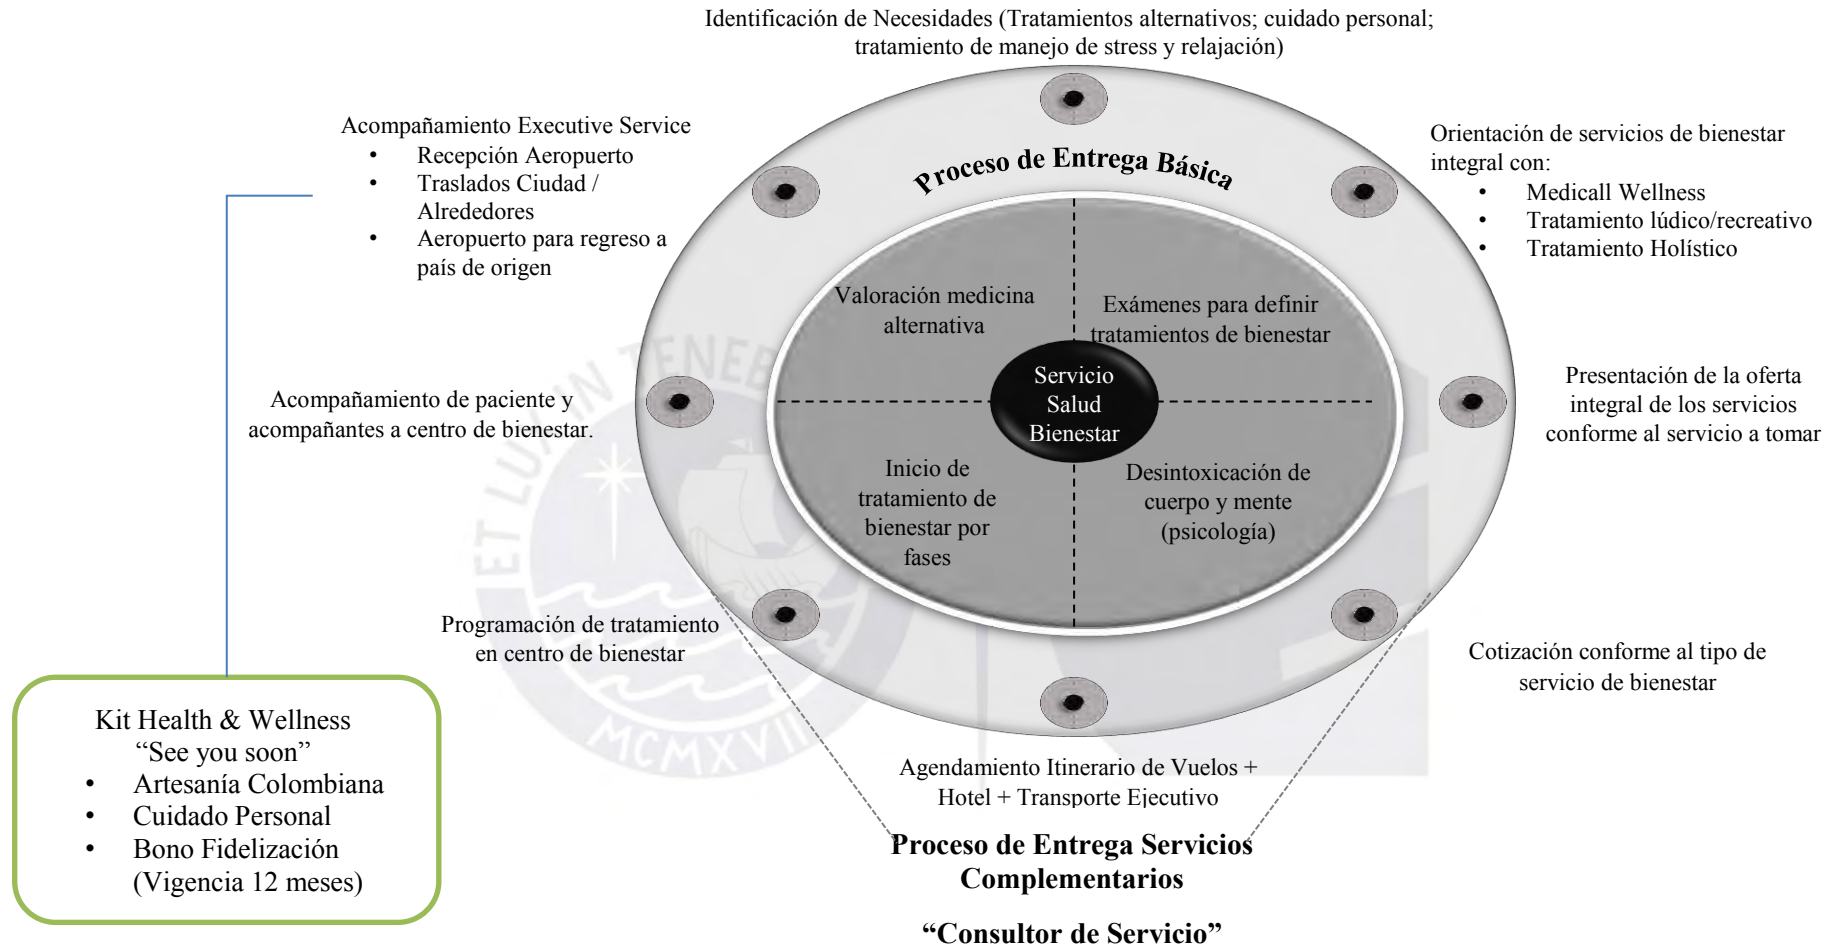 Identificación de Necesidades (Tratamientos alternativos; cuidado personal;
tratamiento de manejo de stress y relajación)
Acompañamiento Executive Service
• Recepción Aeropuerto
• Traslados Ciudad /
Alrededores
• Aeropuerto para regreso a
país de origen
Orientación de servicios de bienestar
integral con:
• Medicall Wellness
• Tratamiento lúdico/recreativo
• Tratamiento Holístico
Proceso de Entrega Básica
Valoración medicina
alternativa
Exámenes para definir
tratamientos de bienestar
Servicio
Salud
Bienestar
Acompañamiento de paciente y
acompañantes a centro de bienestar.
Presentación de la oferta
integral de los servicios
conforme al servicio a tomar
Inicio de
tratamiento de
bienestar por
fases
Desintoxicación de
cuerpo y mente
(psicología)
Programación de tratamiento
en centro de bienestar
Cotización conforme al tipo de
servicio de bienestar
Kit Health & Wellness
“See you soon”
• Artesanía Colombiana
• Cuidado Personal
• Bono Fidelización
(Vigencia 12 meses)
Agendamiento Itinerario de Vuelos +
Hotel + Transporte Ejecutivo
Proceso de Entrega Servicios
Complementarios
“Consultor de Servicio”
ET LUX IN TENEB
MCMXVII